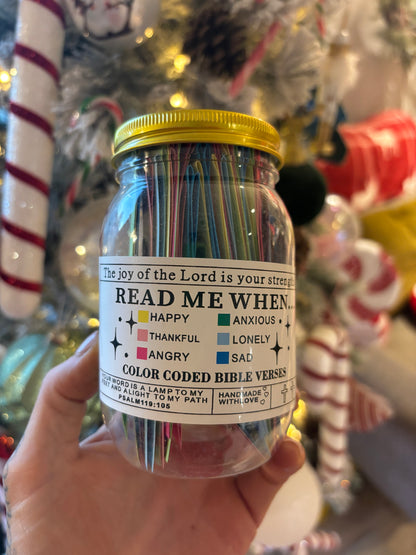 The joy of the Lord is your strength
READ ME WHEN...
HAPPY ANXIOUS
THANKFUL LONELY
ANGRY SAD
COLOR CODED BIBLE VERSES
YOUR WORD IS A LAMP TO MY
FEET AND A LIGHT TO MY PATH
PSALM119:105
HANDMADE
WITH LOVE